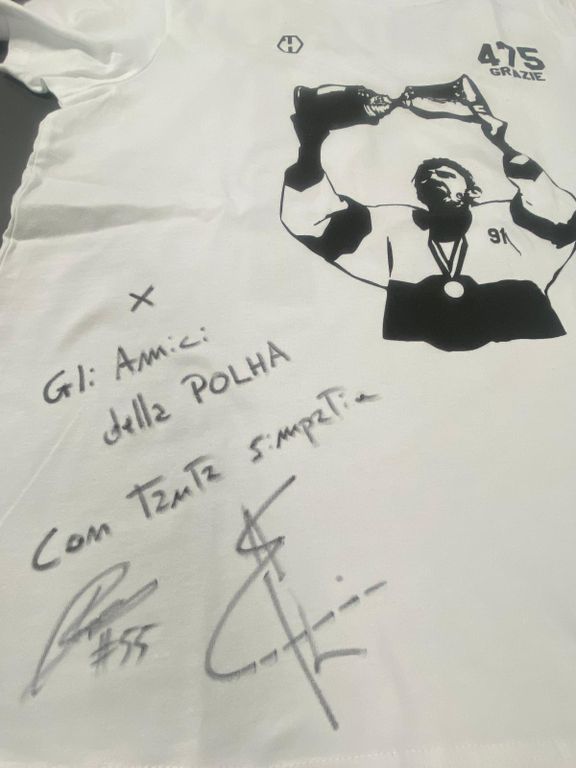 H
475
GRAZIE
91
x
Gli Amici
della POLHA
Con Tanta simpatia
#55